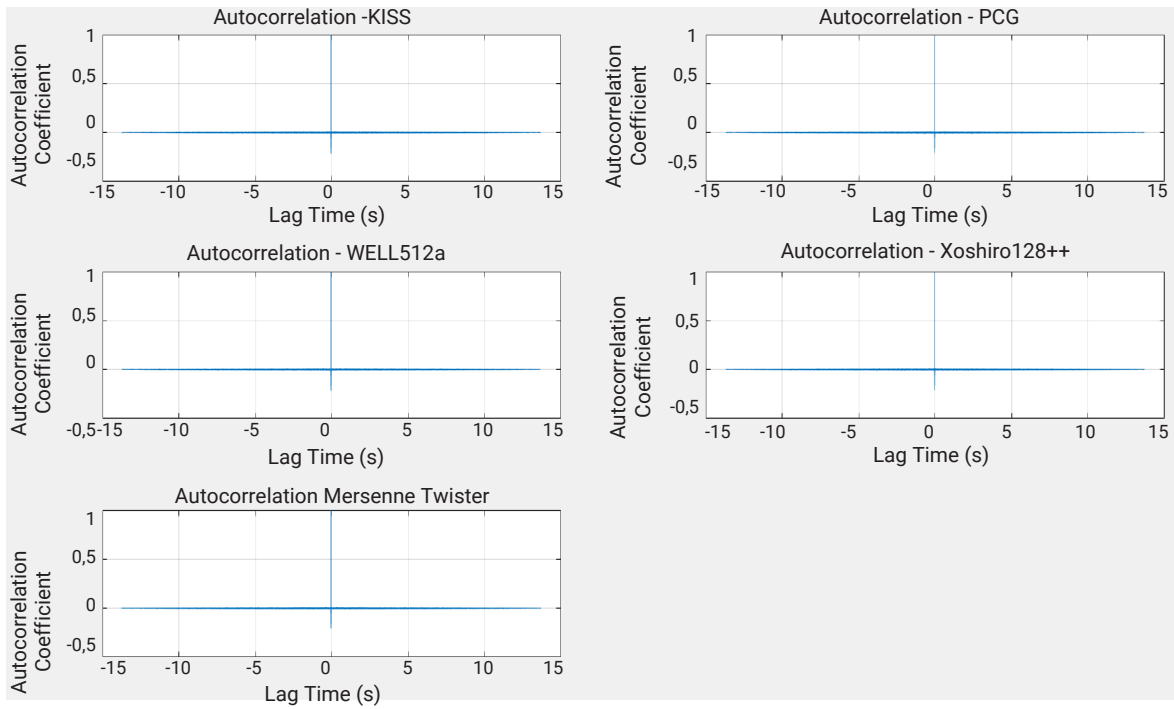 Autocorrelation -KISS
Autocorrelation
Coefficient
1
0,5
0
-0,5
-15 -10 -5 0 5 10 15
Lag Time (s)
Autocorrelation - PCG
Autocorrelation
Coefficient
1
0,5
0
-0,5
-15 -10 -5 0 5 10 15
Lag Time (s)
Autocorrelation - WELL512a
Autocorrelation
Coefficient
1
0,5
0
-0,5
-15 -10 -5 0 5 10 15
Lag Time (s)
Autocorrelation - Xoshiro128++
Autocorrelation
Coefficient
1
0,5
0
-0,5
-15 -10 -5 0 5 10 15
Lag Time (s)
Autocorrelation Mersenne Twister
Autocorrelation
Coefficient
1
0,5
0
-0,5
-15 -10 -5 0 5 10 15
Lag Time (s)